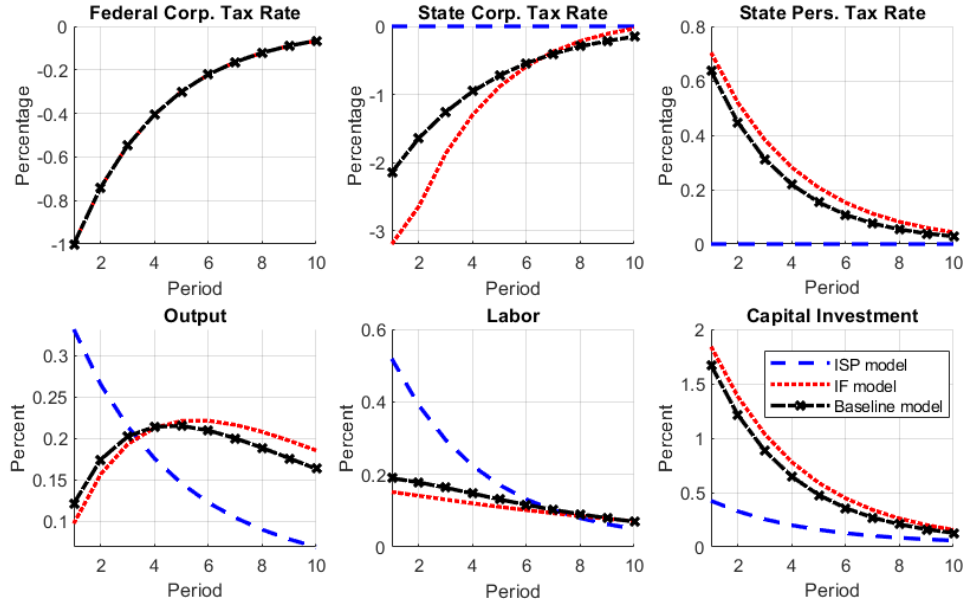 Federal Corp. Tax Rate
State Corp. Tax Rate
State Pers. Tax Rate
Percentage
0
-0.2
-0.4
-0.6
-0.8
-1
2 4 6 8 10
Period
Percentage
0
-1
-2
-3
2 4 6 8 10
Period
Percentage
0.8
0.6
0.4
0.2
0
2 4 6 8 10
Period
Output
Labor
Capital Investment
Percent
0.3
0.25
0.2
0.15
0.1
2 4 6 8 10
Period
Percent
0.6
0.4
0.2
0
2 4 6 8 10
Period
Percent
2
1.5
1
0.5
0
2 4 6 8 10
Period
ISP model
IF model
Baseline model